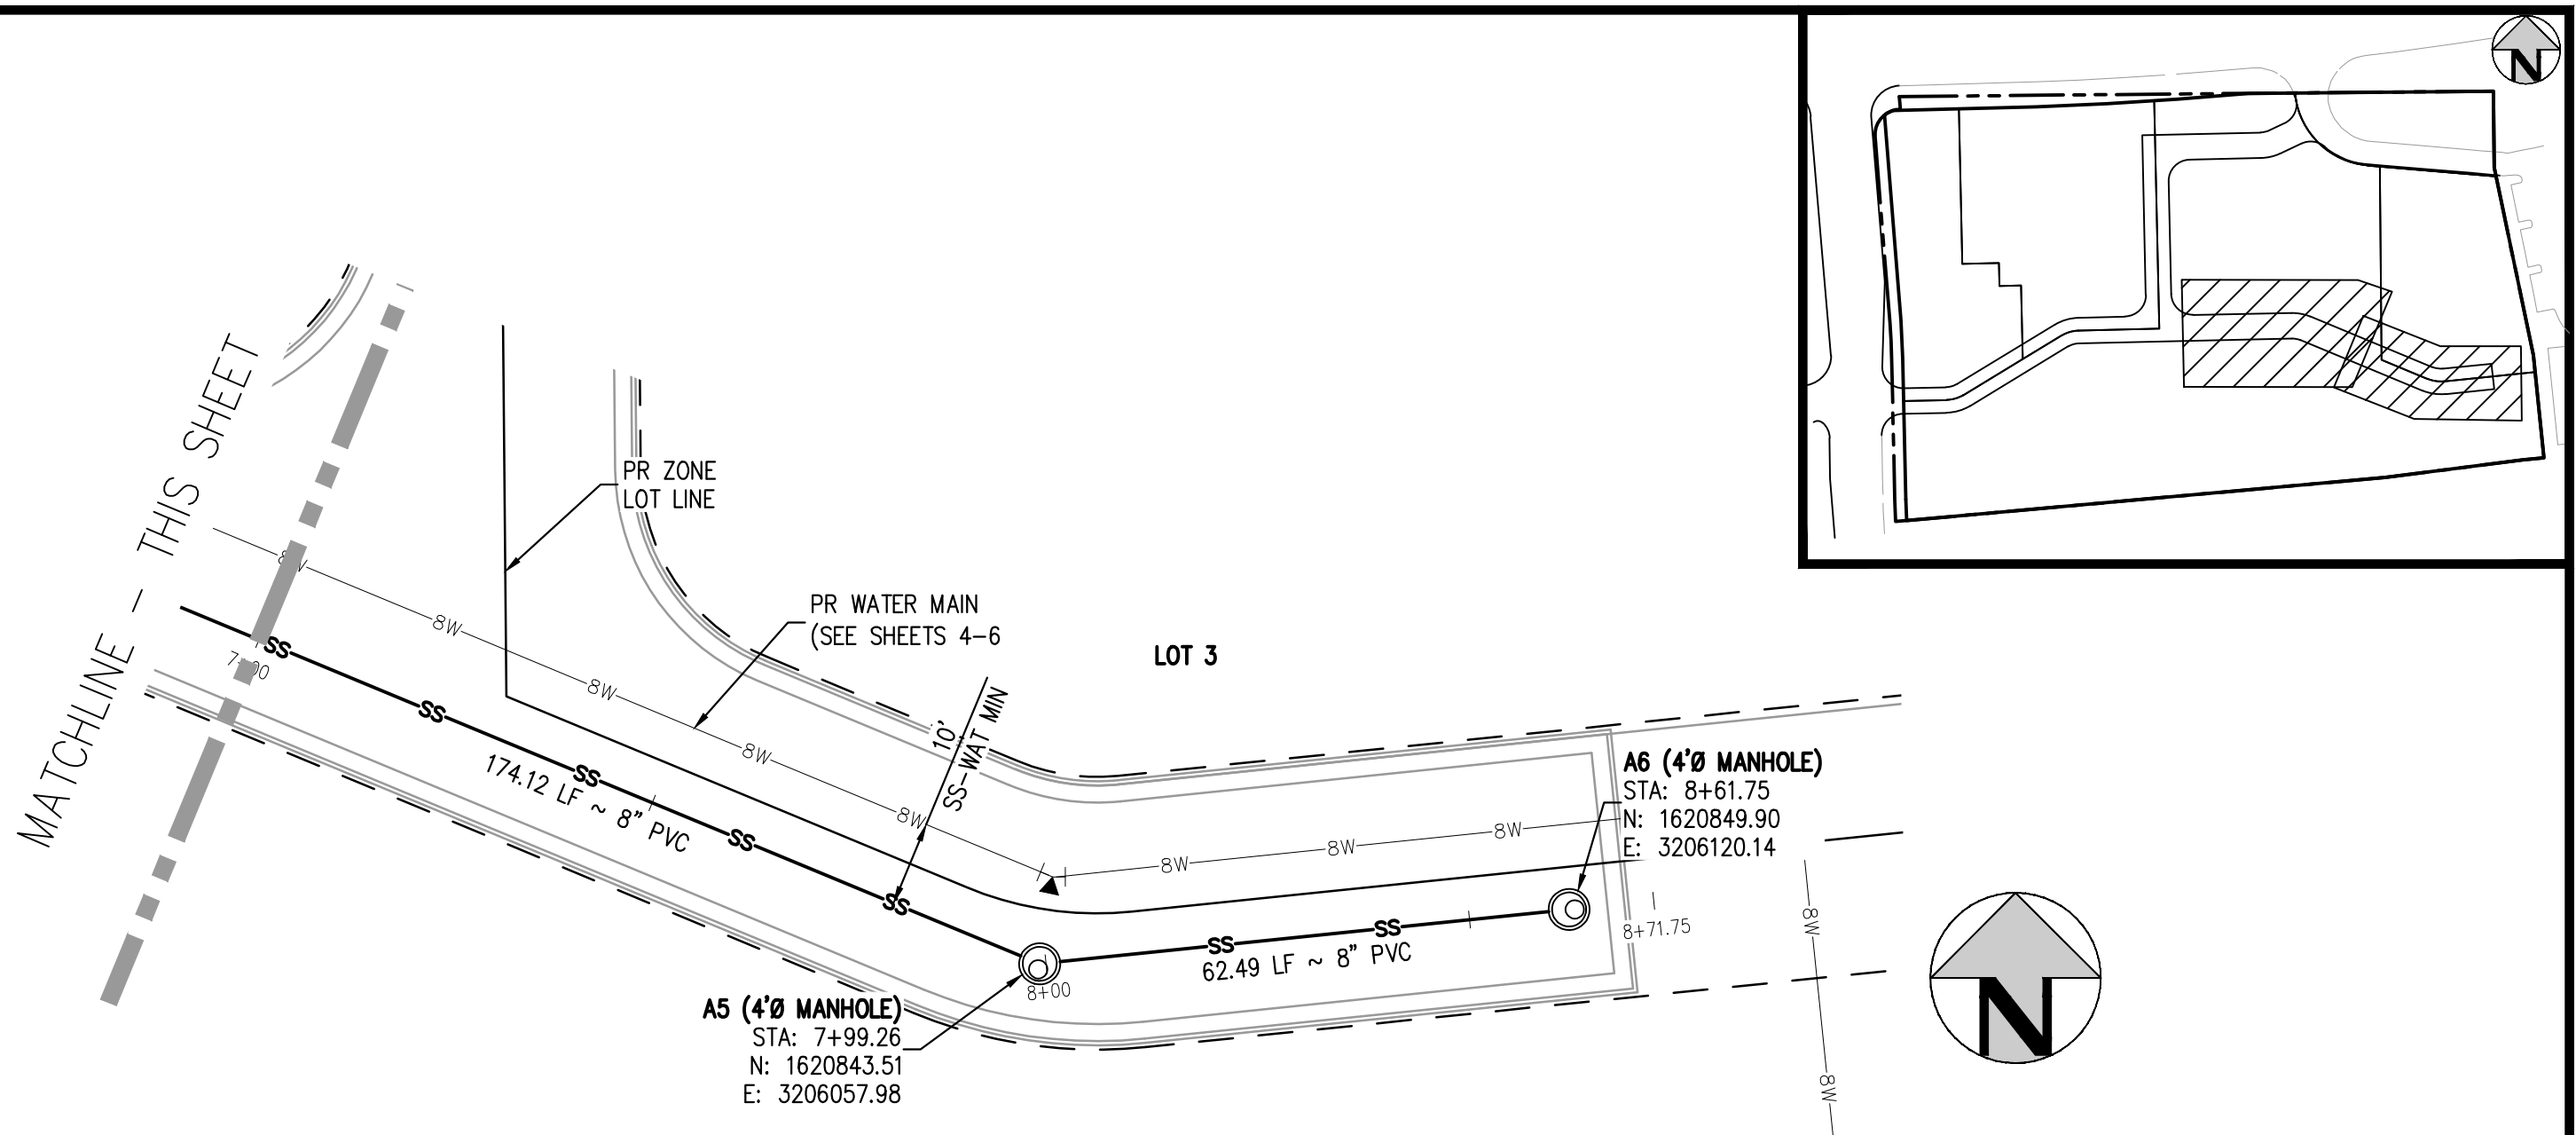 N
MATCHLINE - THIS SHEET
PR ZONE
LOT LINE
PR WATER MAIN
(SEE SHEETS 4-6
LOT 3
10'
SS-WAT MIN
8W
8W
8W
8W
8W
8W
8W
8W
8W
8W
SS
SS
SS
SS
SS
SS
SS
7+00
174.12 LF ~ 8" PVC
62.49 LF ~ 8" PVC
A6 (4'Ø MANHOLE)
STA: 8+61.75
N: 1620849.90
E: 3206120.14
8+71.75
8+00
A5 (4'Ø MANHOLE)
STA: 7+99.26
N: 1620843.51
E: 3206057.98
N